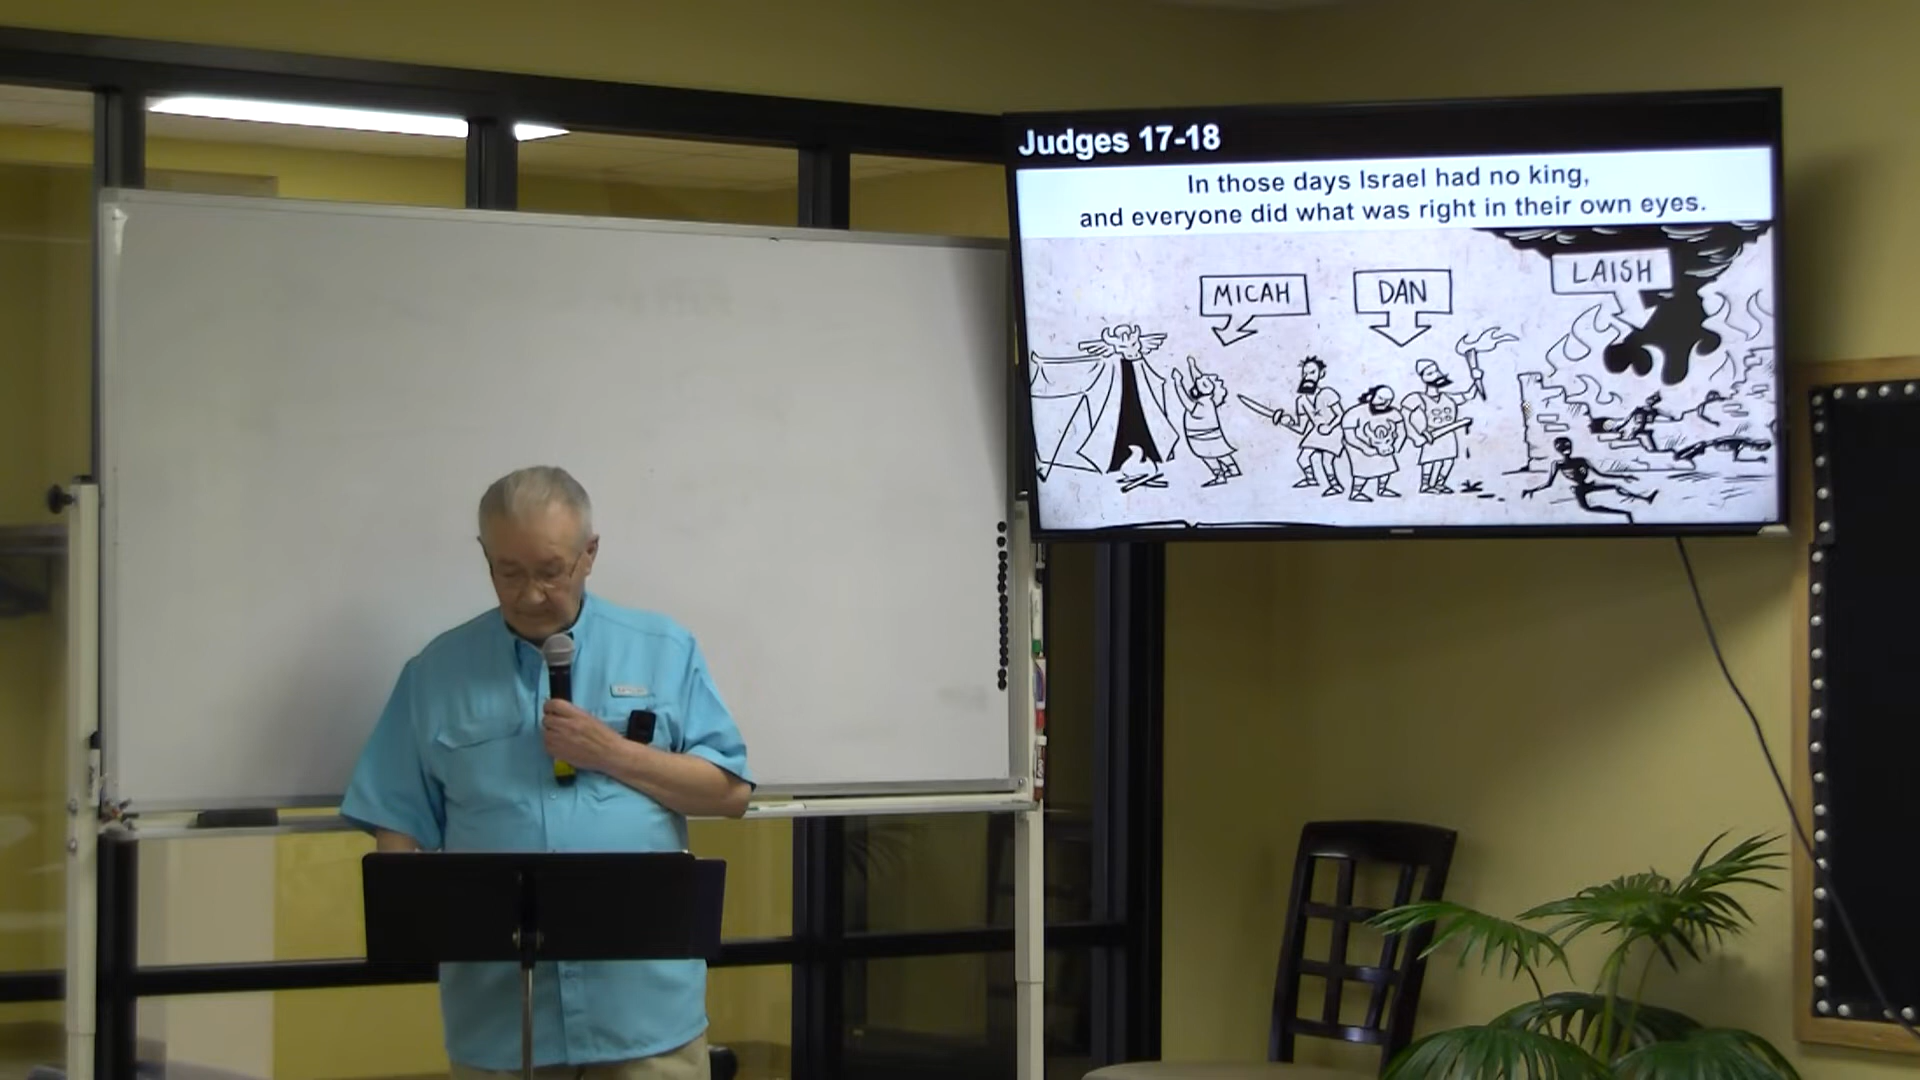 Judges 17-18
In those days Israel had no king,
and everyone did what was right in their own eyes.
MICAH
DAN
LAISH